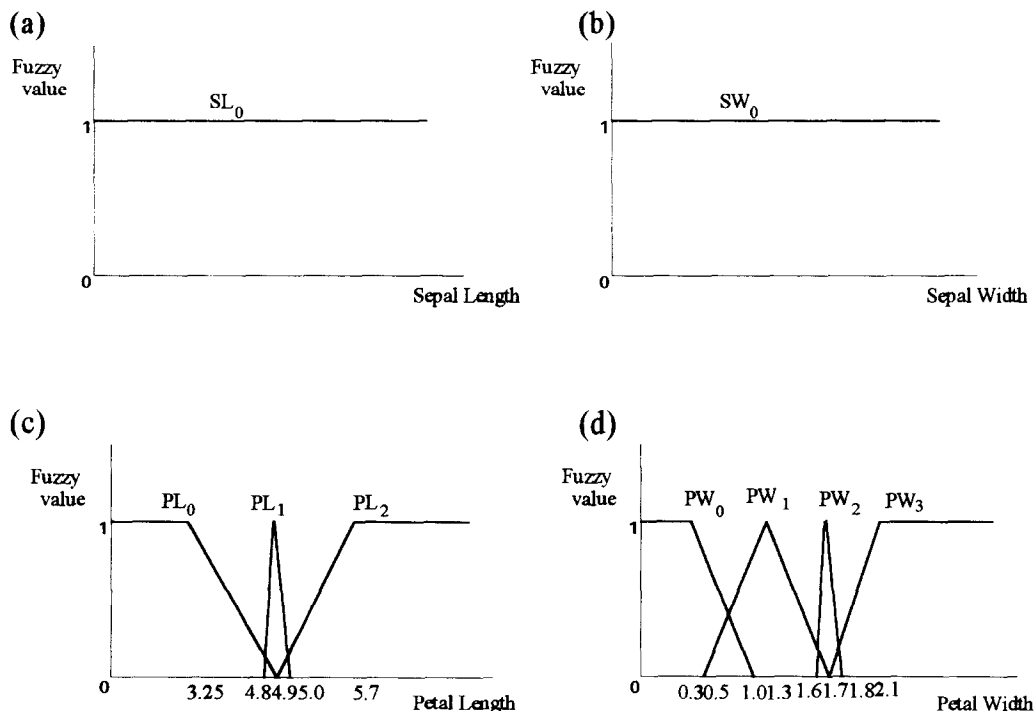 (a)
Fuzzy
value
SL0
1
0
Sepal Length
(b)
Fuzzy
value
SW0
1
0
Sepal Width
(c)
Fuzzy
value
PL0 PL1 PL2
1
0
3.25 4.84.95.0 5.7
Petal Length
(d)
Fuzzy
value
PW0 PW1 PW2 PW3
1
0
0.30.5 1.01.3 1.61.71.82.1
Petal Width